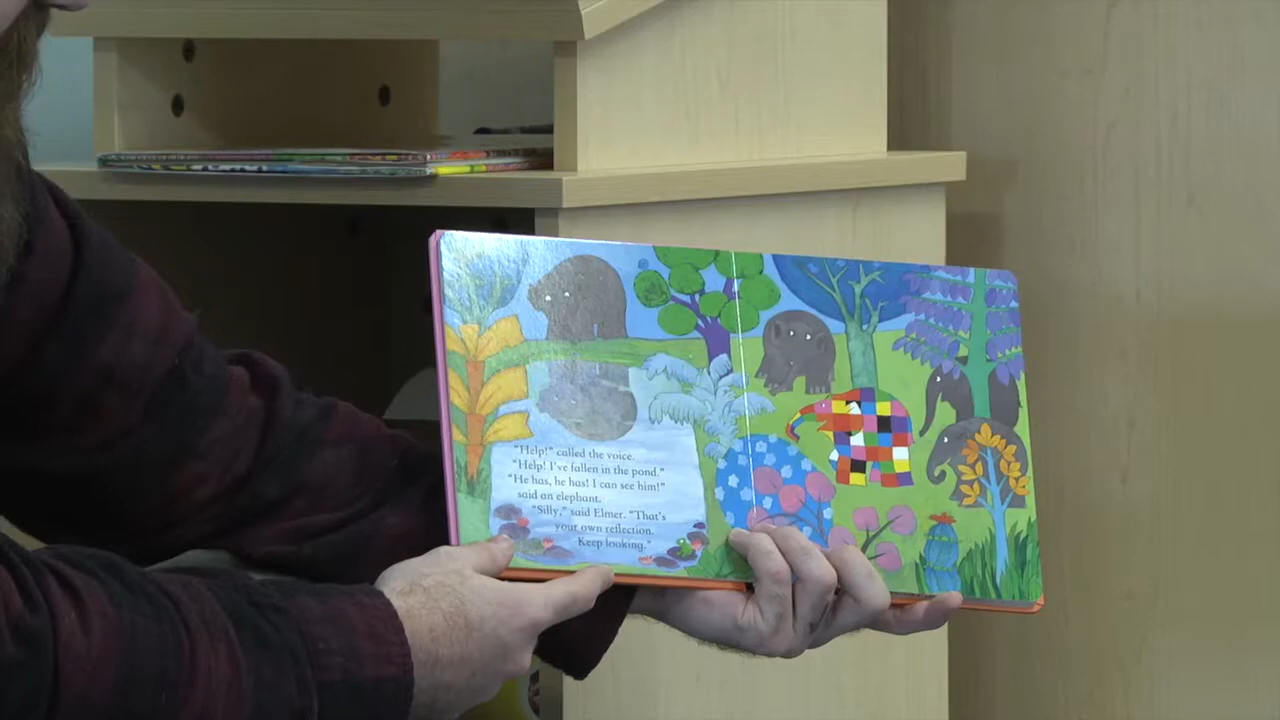 "Help!" called the voice.
"Help! I've fallen in the pond."
"He has, he has! I can see him!"
said an elephant.
"Silly," said Elmer. "That's
your own reflection.
Keep looking."